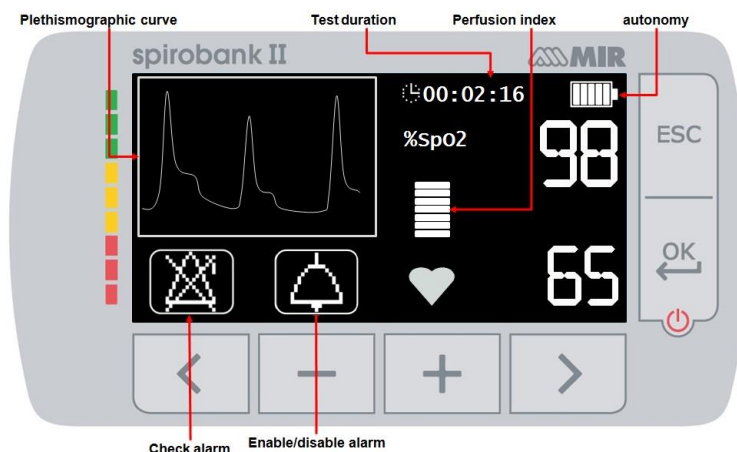 Plethismographic curve
Test duration
Perfusion index
autonomy
spirobank II
MIR
00:02:16
%SpO2
98
65
ESC
OK
Check alarm
Enable/disable alarm